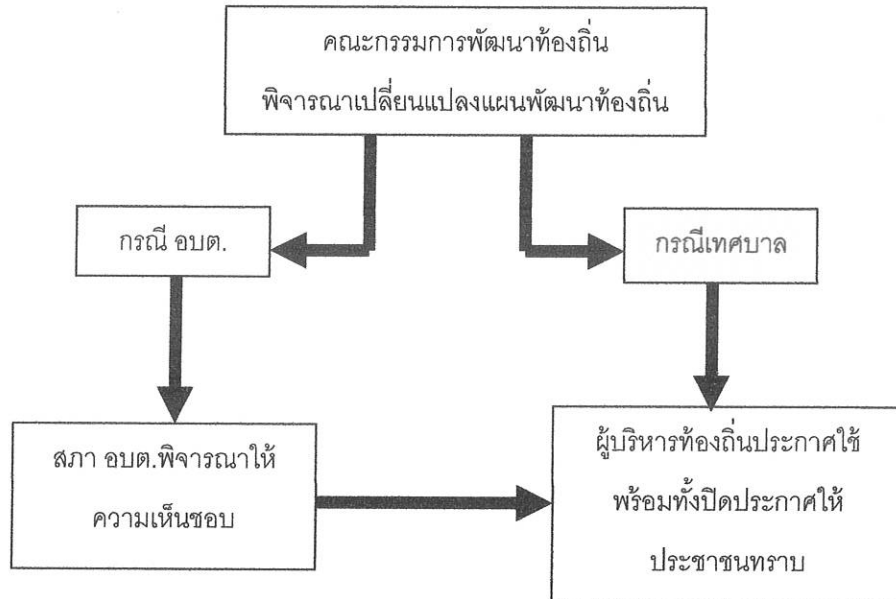 คณะกรรมการพัฒนาท้องถิ่น
พิจารณาเปลี่ยนแปลงแผนพัฒนาท้องถิ่น
กรณี อบต.
กรณีเทศบาล
สภา อบต.พิจารณาให้
ความเห็นชอบ
ผู้บริหารท้องถิ่นประกาศใช้
พร้อมทั้งปิดประกาศให้
ประชาชนทราบ